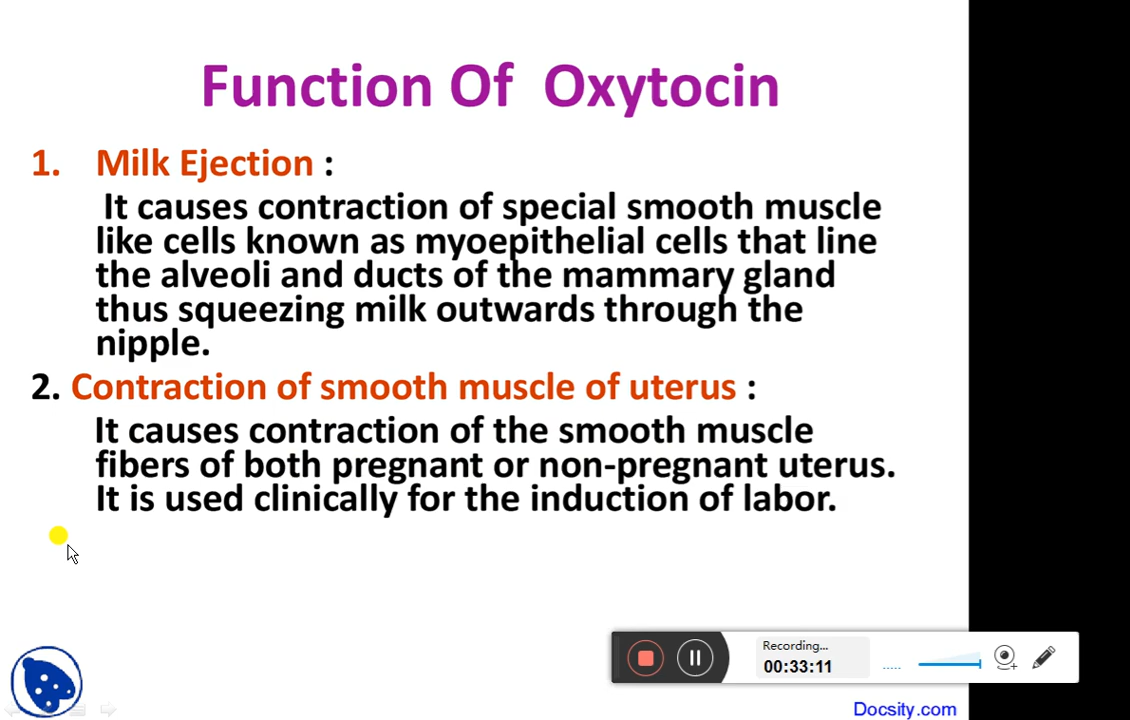 Function Of Oxytocin
1. Milk Ejection :
It causes contraction of special smooth muscle
like cells known as myoepithelial cells that line
the alveoli and ducts of the mammary gland
thus squeezing milk outwards through the
nipple.
2. Contraction of smooth muscle of uterus :
It causes contraction of the smooth muscle
fibers of both pregnant or non-pregnant uterus.
It is used clinically for the induction of labor.
Recording...
00:33:11
Docsity.com